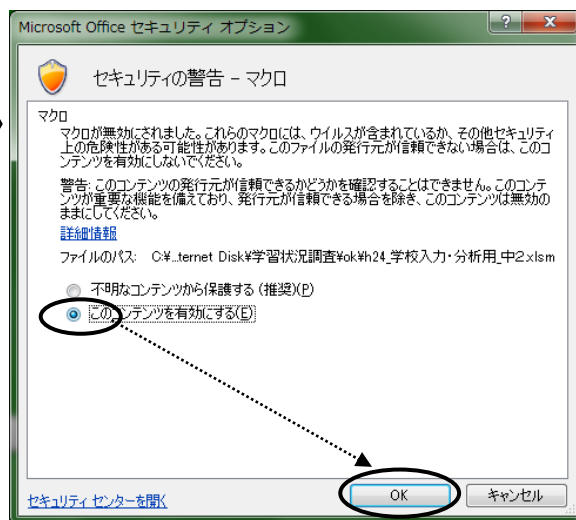 Microsoft Office セキュリティ オプション
セキュリティの警告 - マクロ
マクロ
マクロが無効にされました。これらのマクロには、ウイルスが含まれているか、その他セキュリティ
上の危険性がある可能性があります。このファイルの発行元が信頼できない場合は、このコ
ンテンツを有効にしないでください。
警告: このコンテンツの発行元が信頼できるかどうかを確認することはできません。このコンテ
ンツが重要な機能を備えており、発行元が信頼できる場合を除き、このコンテンツは無効の
ままにしてください。
詳細情報
ファイルのパス: C:¥...ternet Disk¥学習状況調査¥ok¥h24_学校入力・分析用_中2.xlsm
不明なコンテンツから保護する (推奨)(P)
このコンテンツを有効にする(E)
セキュリティ センターを開く
OK
キャンセル